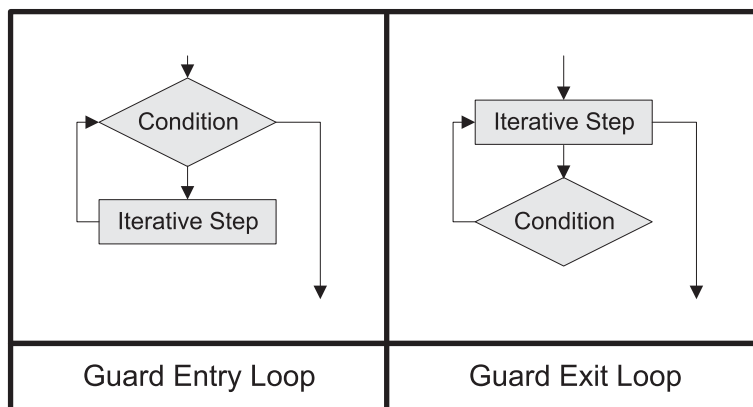 Condition
Iterative Step
Iterative Step
Condition
Guard Entry Loop
Guard Exit Loop